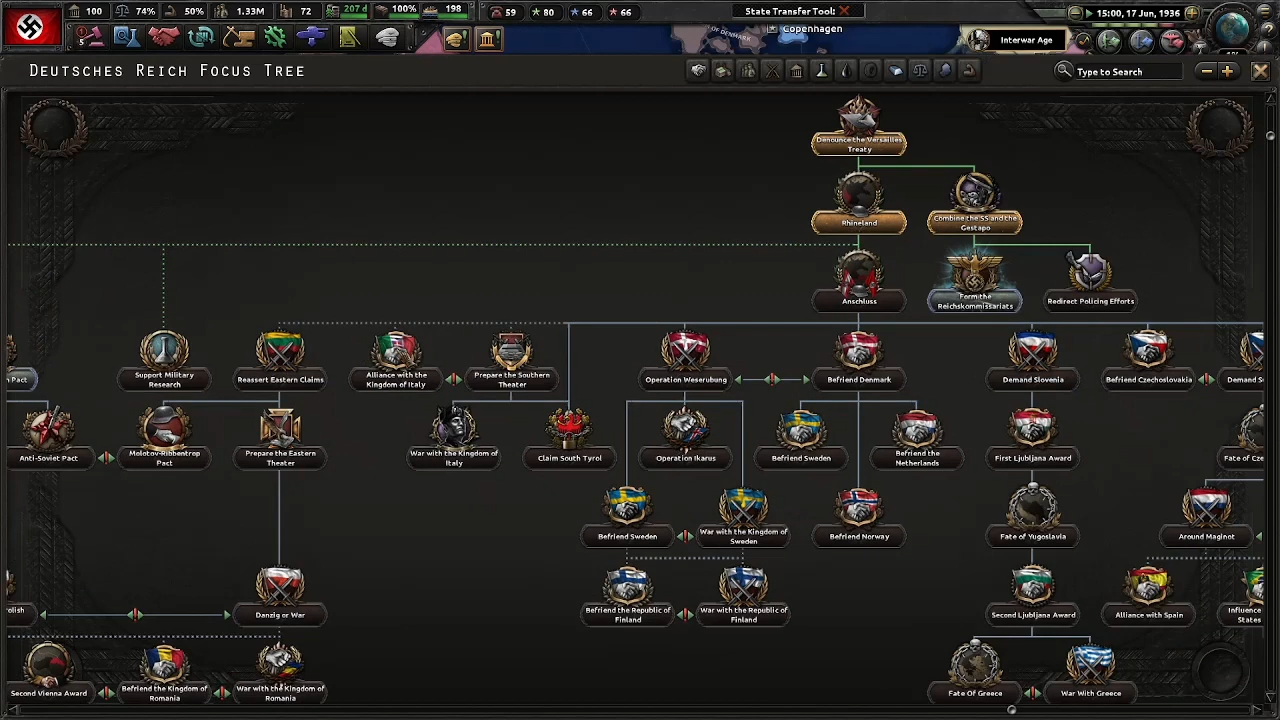 100 74% 50% 1.33M 72 207 d 100% 198 59 80 66 66 State Transfer Tool: 15:00, 17 Jun, 1936
OF DENMARK Copenhagen Interwar Age
Deutsches Reich Focus Tree Type to Search
Denounce the Versailles
Treaty
Rhineland
Combine the SS and the
Gestapo
Anschluss
Form the
Reichskommissariats
Redirect Policing Efforts
Pact
Support Military
Research
Reassert Eastern Claims
Alliance with the
Kingdom of Italy
Prepare the Southern
Theater
Operation Weserubung
Befriend Denmark
Demand Slovenia
Befriend Czechoslovakia
Demand
Anti-Soviet Pact
Molotov-Ribbentrop
Pact
Prepare the Eastern
Theater
War with the Kingdom of
Italy
Claim South Tyrol
Operation Ikarus
Befriend Sweden
Befriend the
Netherlands
First Ljubljana Award
Fate of
Befriend Sweden
War with the Kingdom of
Sweden
Befriend Norway
Fate of Yugoslavia
Around Maginot
Danzig or War
Befriend the Republic of
Finland
War with the Republic of
Finland
Second Ljubljana Award
Alliance with Spain
Influence
States
Second Vienna Award
Befriend the Kingdom of
Romania
War with the Kingdom of
Romania
Fate Of Greece
War With Greece